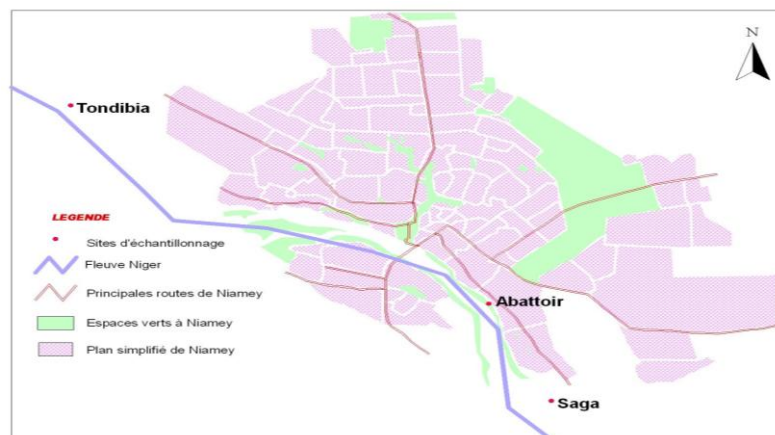 N
Tondibia
LEGENDE
Sites d'échantillonnage
Fleuve Niger
Principales routes de Niamey
Espaces verts à Niamey
Plan simplifié de Niamey
Abattoir
Saga